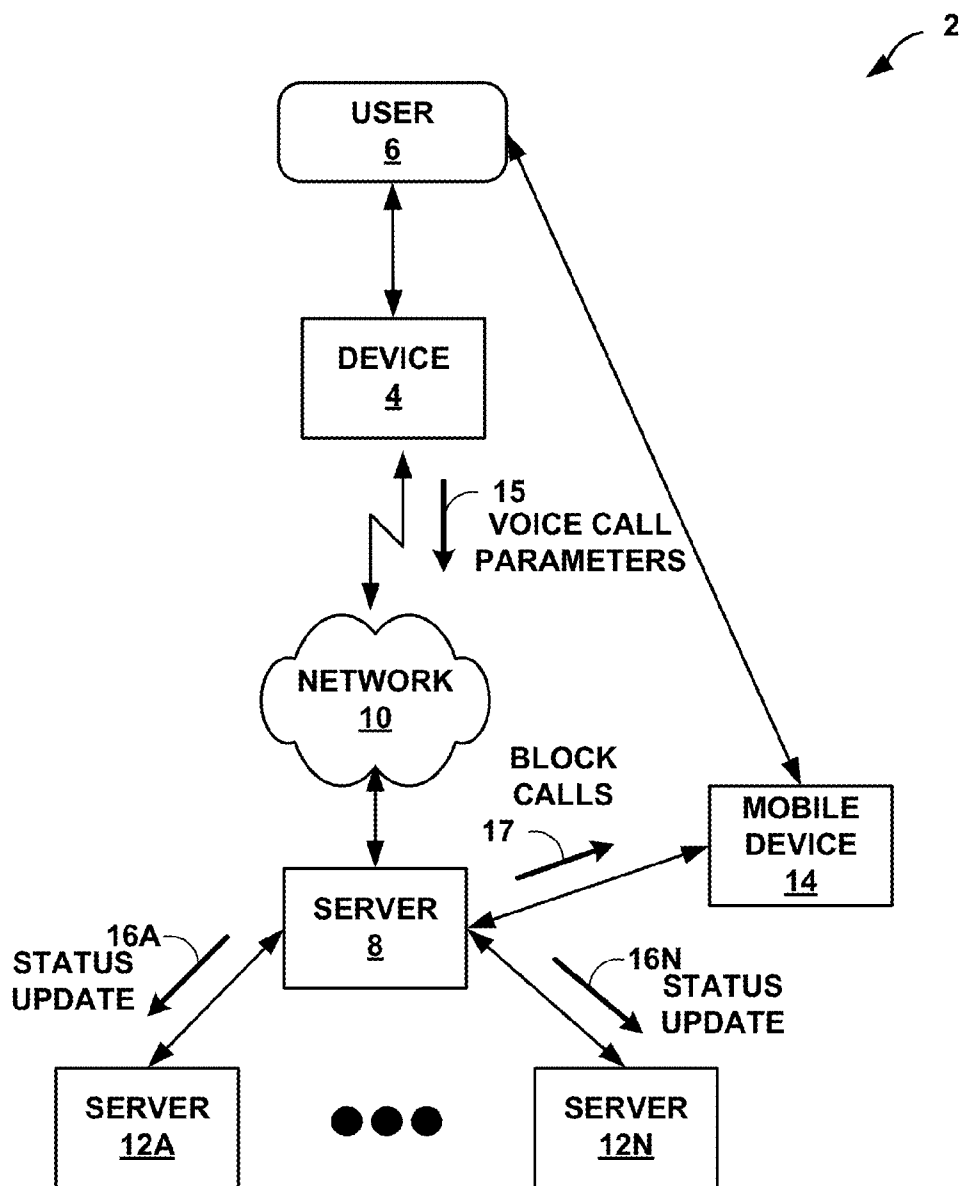 2
USER
6
DEVICE
4
15
VOICE CALL
PARAMETERS
NETWORK
10
BLOCK
CALLS
17
MOBILE
DEVICE
14
SERVER
8
16A
STATUS
UPDATE
16N
STATUS
UPDATE
SERVER
12A
SERVER
12N